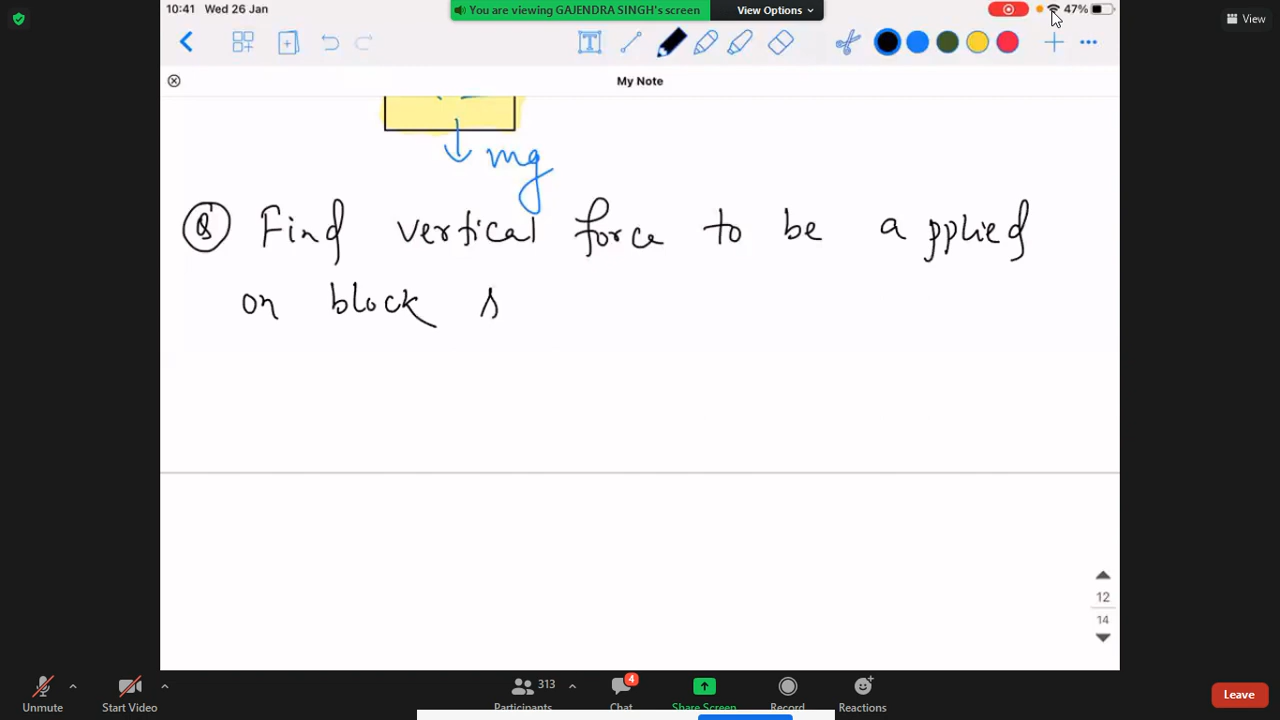 10:41 Wed 26 Jan
You are viewing GAJENDRA SINGH's screen
View Options
47%
View
My Note
mg
Q Find vertical force to be applied
on block s
12
14
Unmute
Start Video
313
Participants
4
Chat
Share Screen
Record
Reactions
Leave